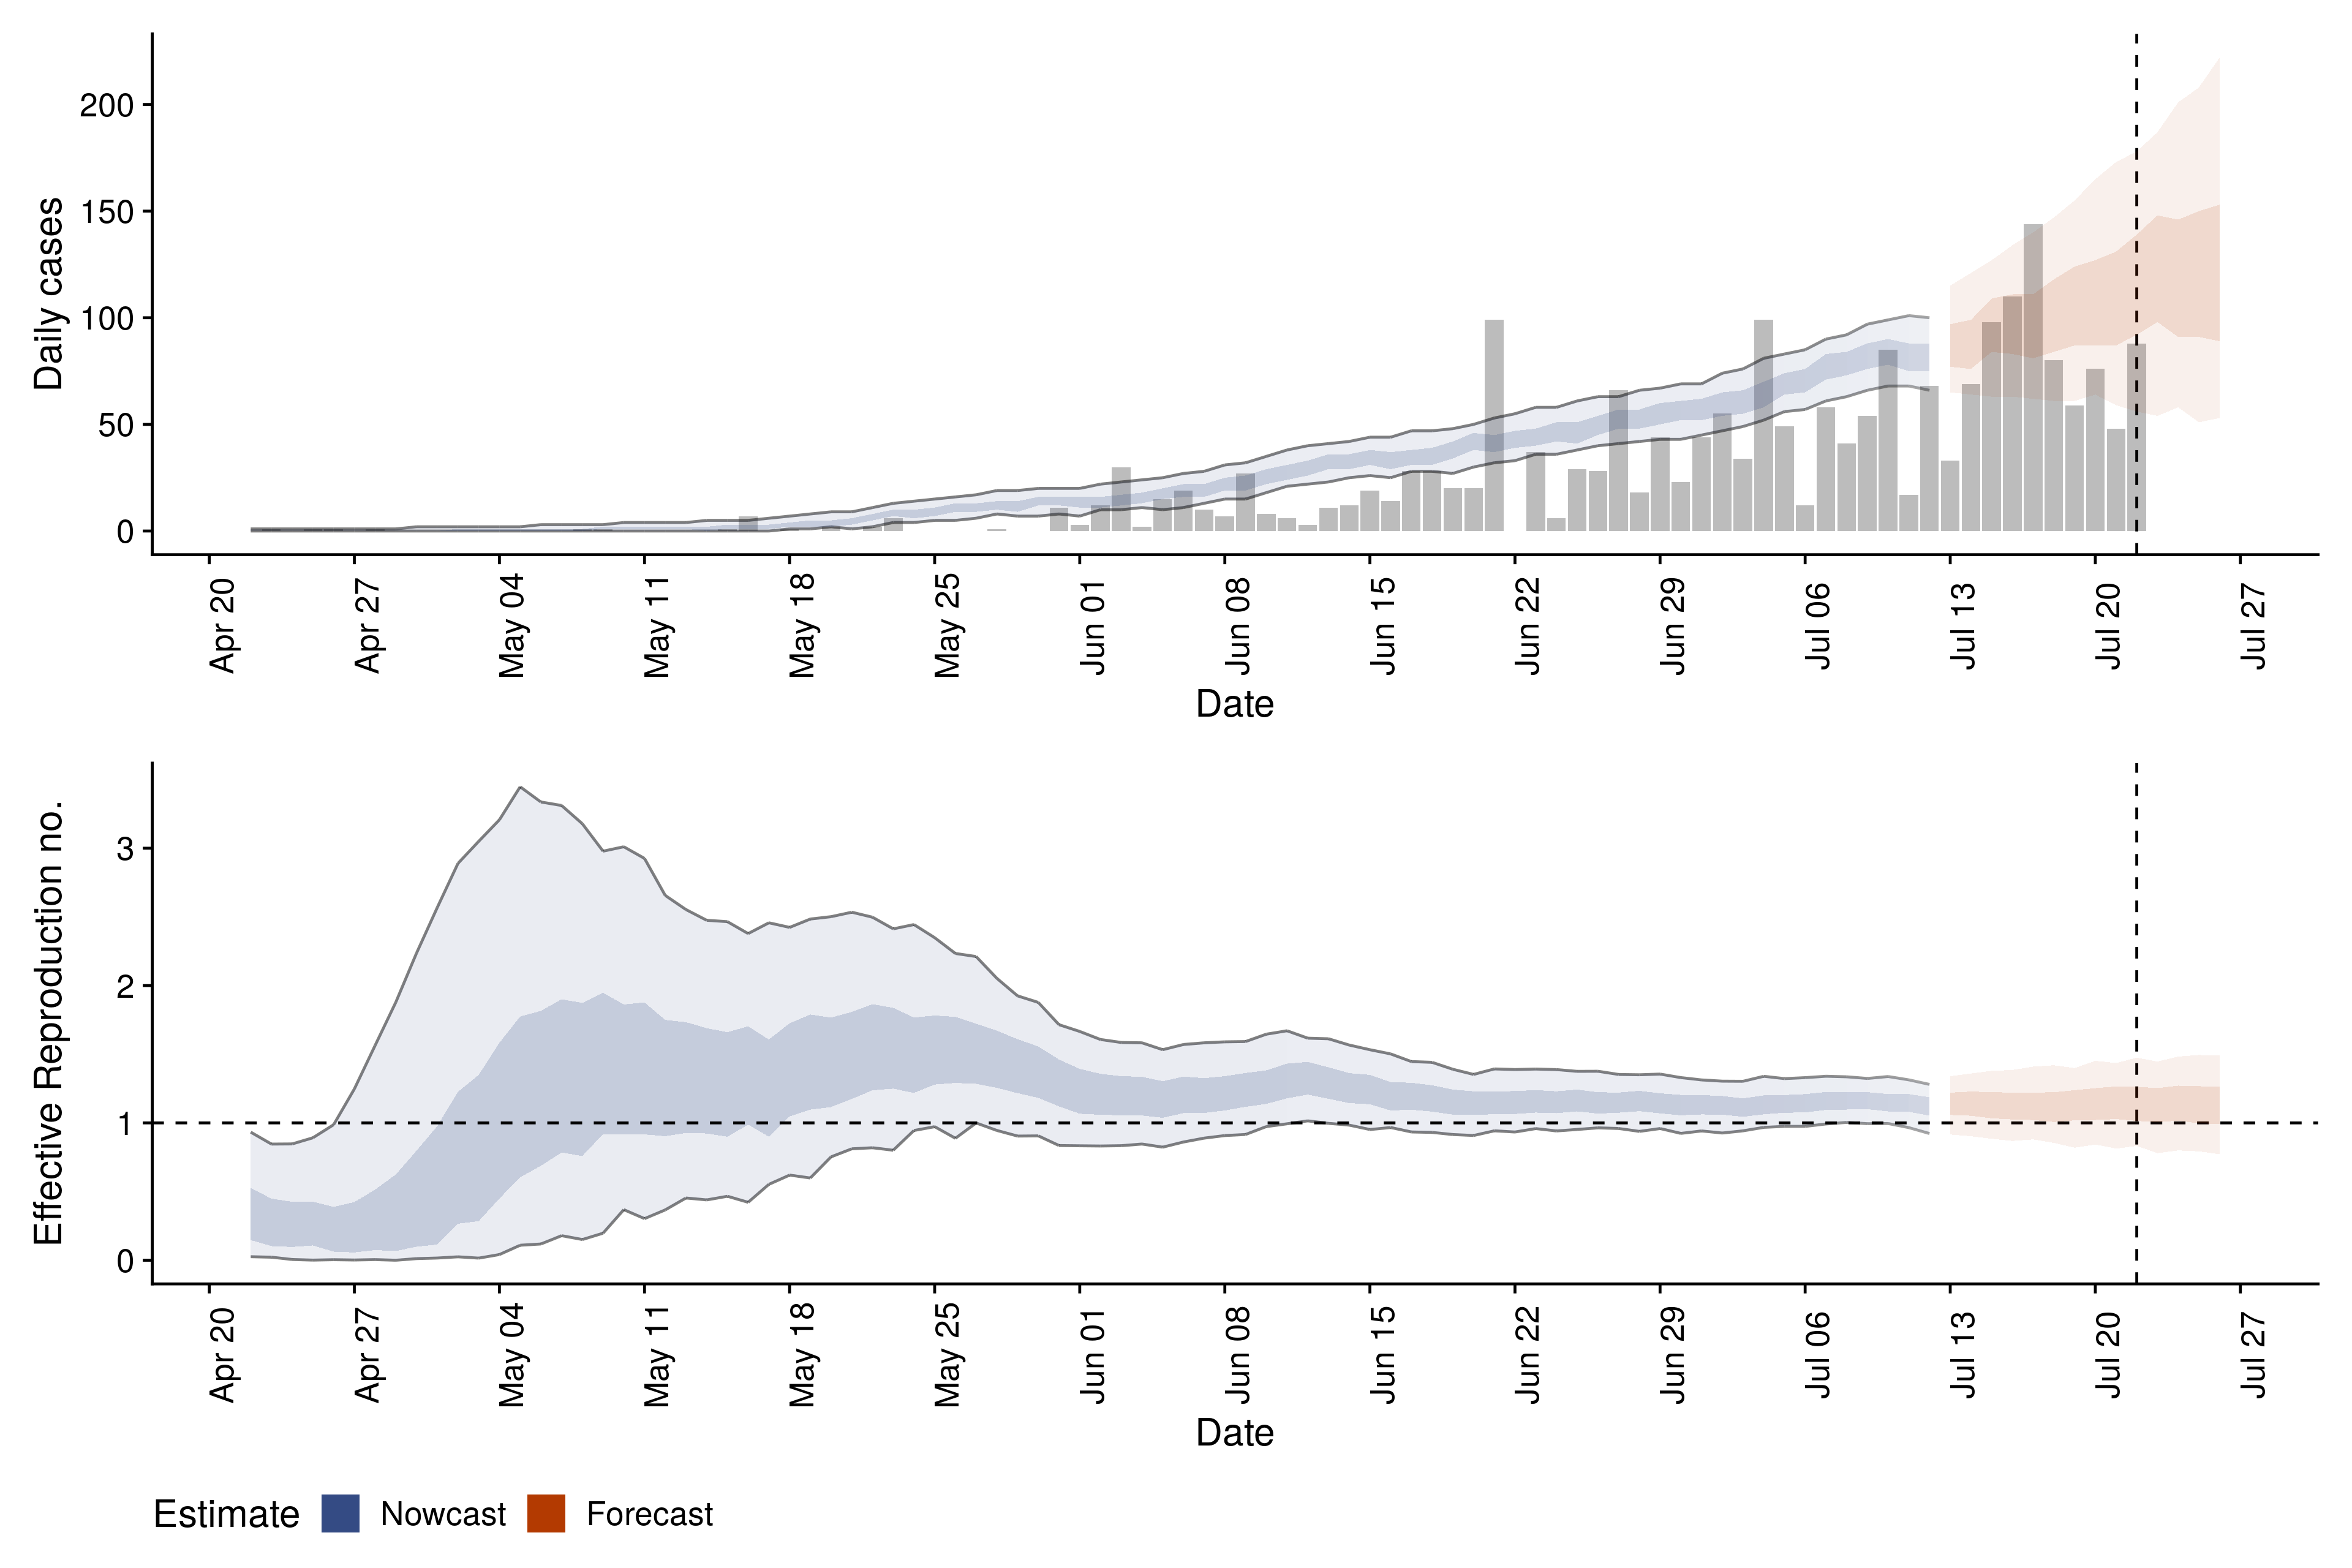 Daily cases
200
150
100
50
0
Apr 20
Apr 27
May 04
May 11
May 18
May 25
Jun 01
Jun 08
Jun 15
Jun 22
Jun 29
Jul 06
Jul 13
Jul 20
Jul 27
Date
Effective Reproduction no.
3
2
1
0
Apr 20
Apr 27
May 04
May 11
May 18
May 25
Jun 01
Jun 08
Jun 15
Jun 22
Jun 29
Jul 06
Jul 13
Jul 20
Jul 27
Date
Estimate Nowcast Forecast